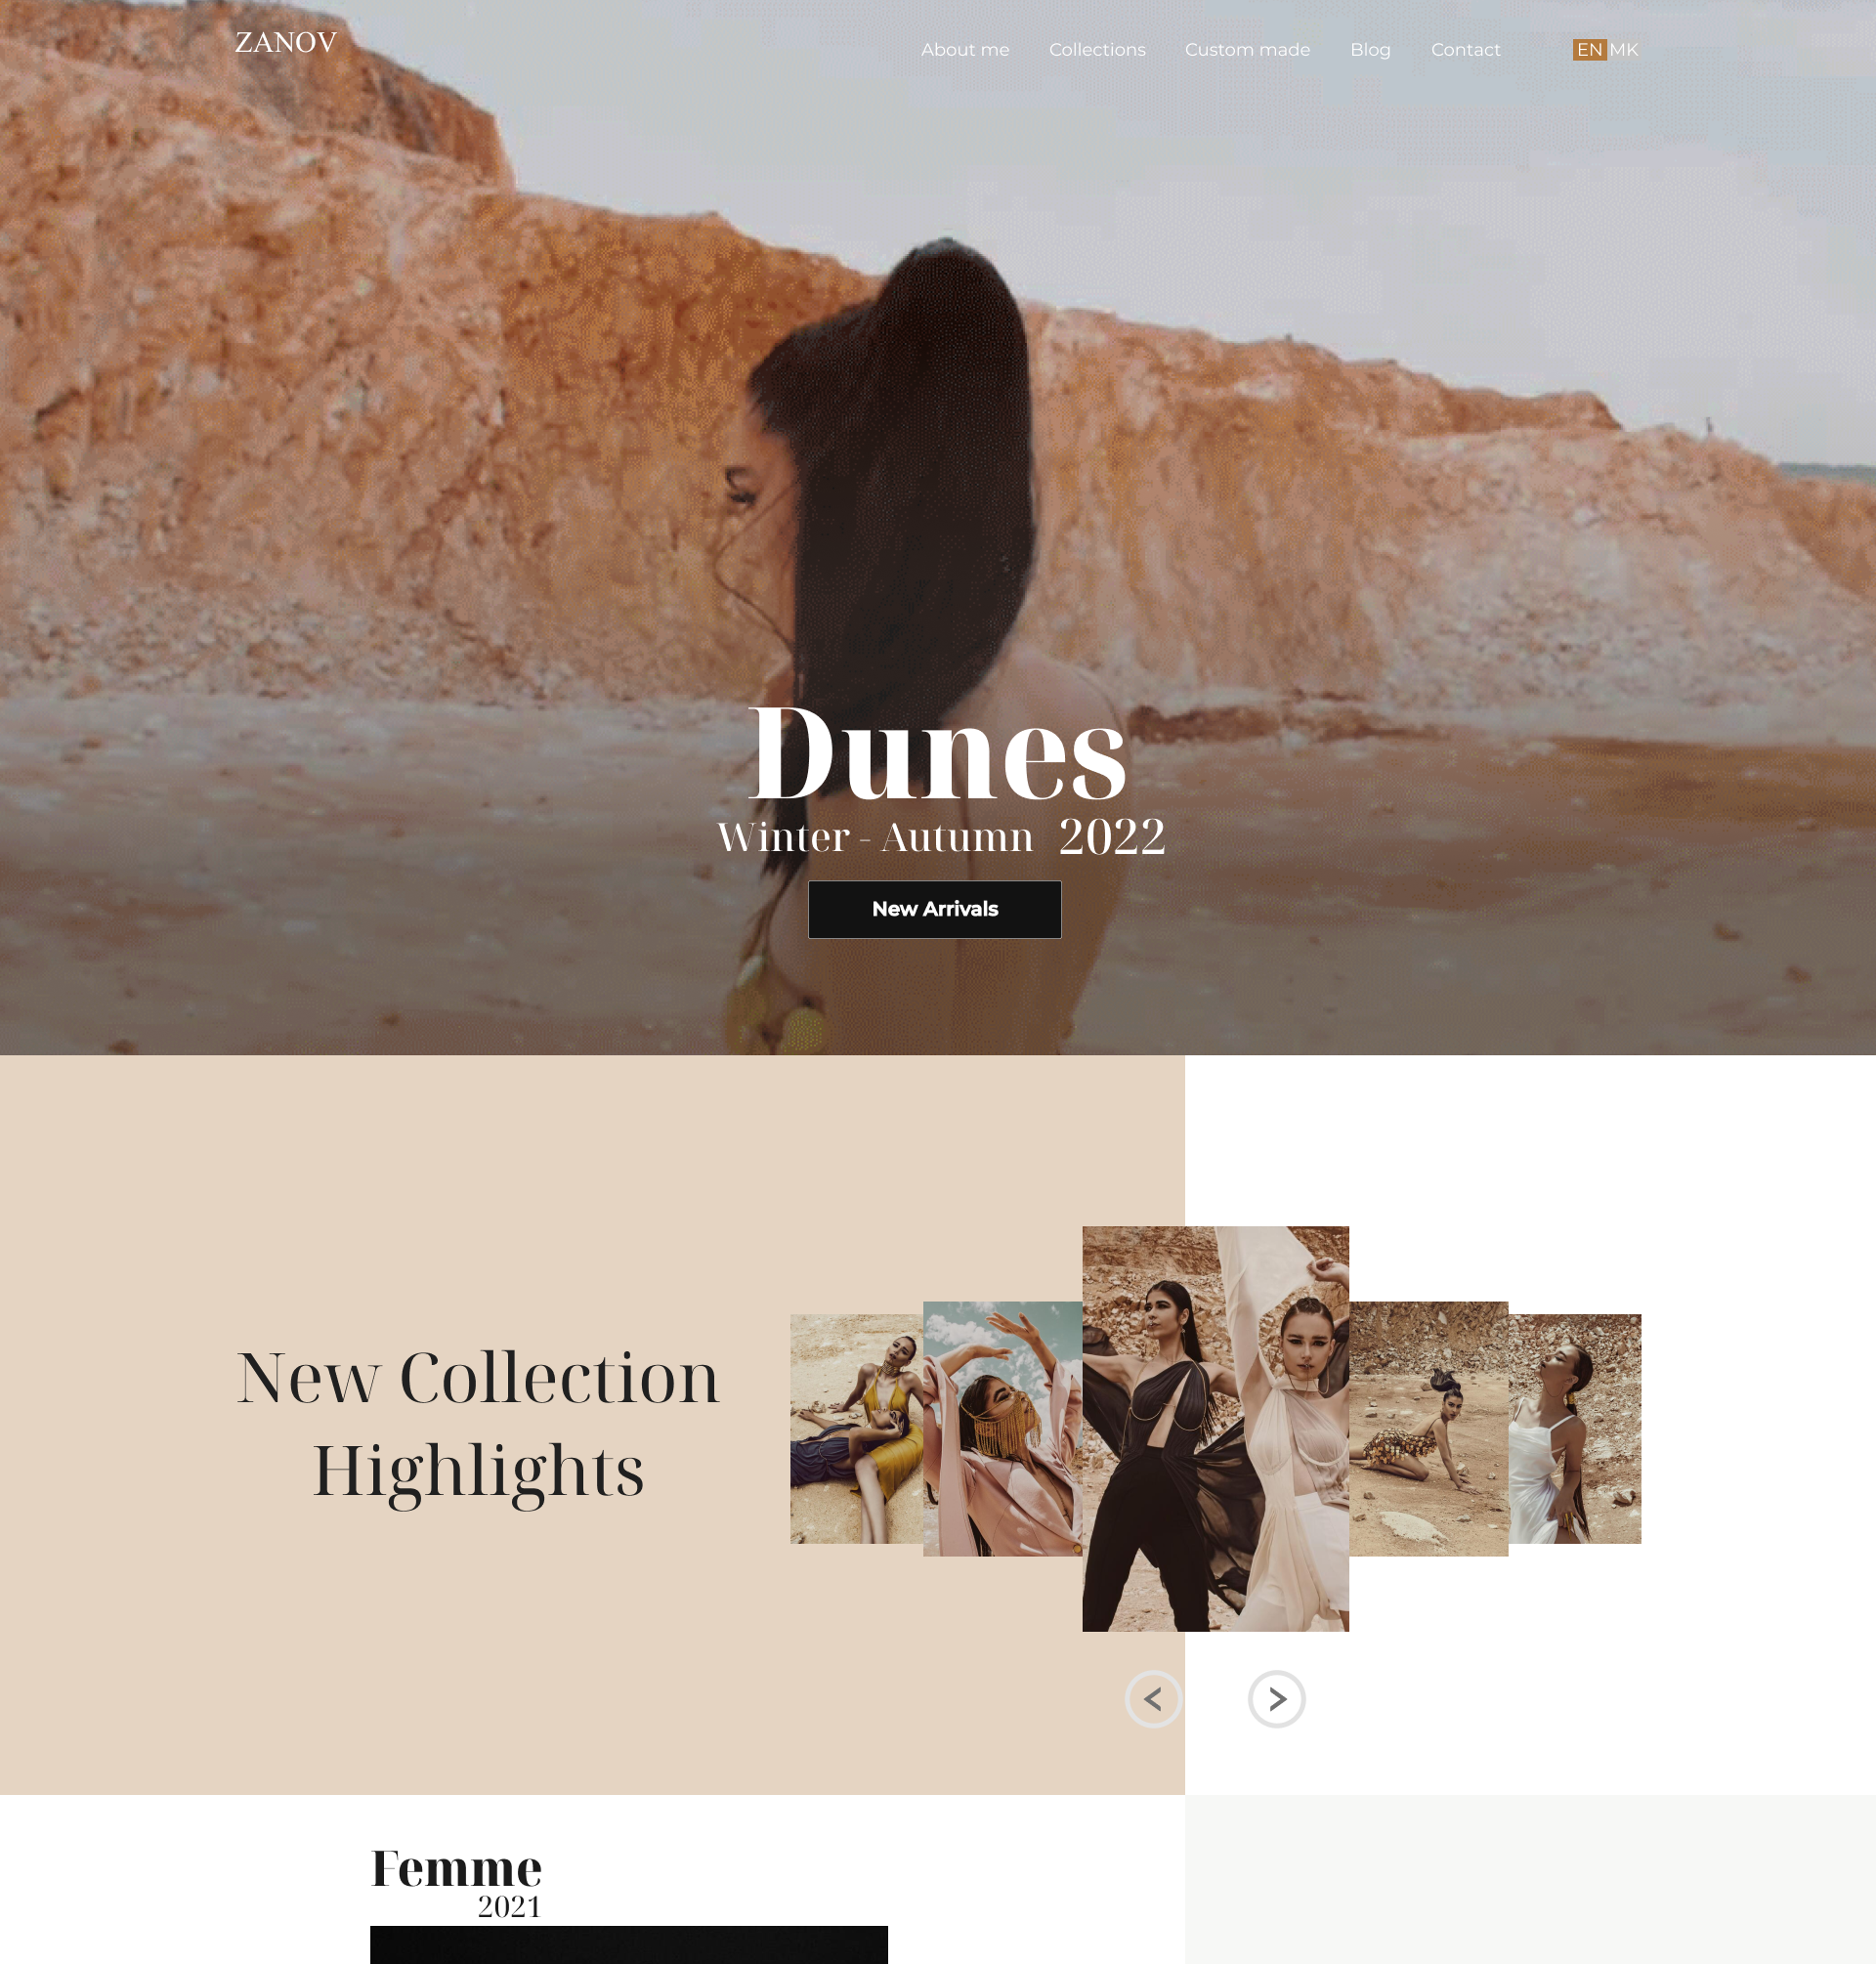 ZANOV
About me Collections Custom made Blog Contact EN MK
Dunes
Winter - Autumn 2022
New Arrivals
New Collection
Highlights
Femme
2021